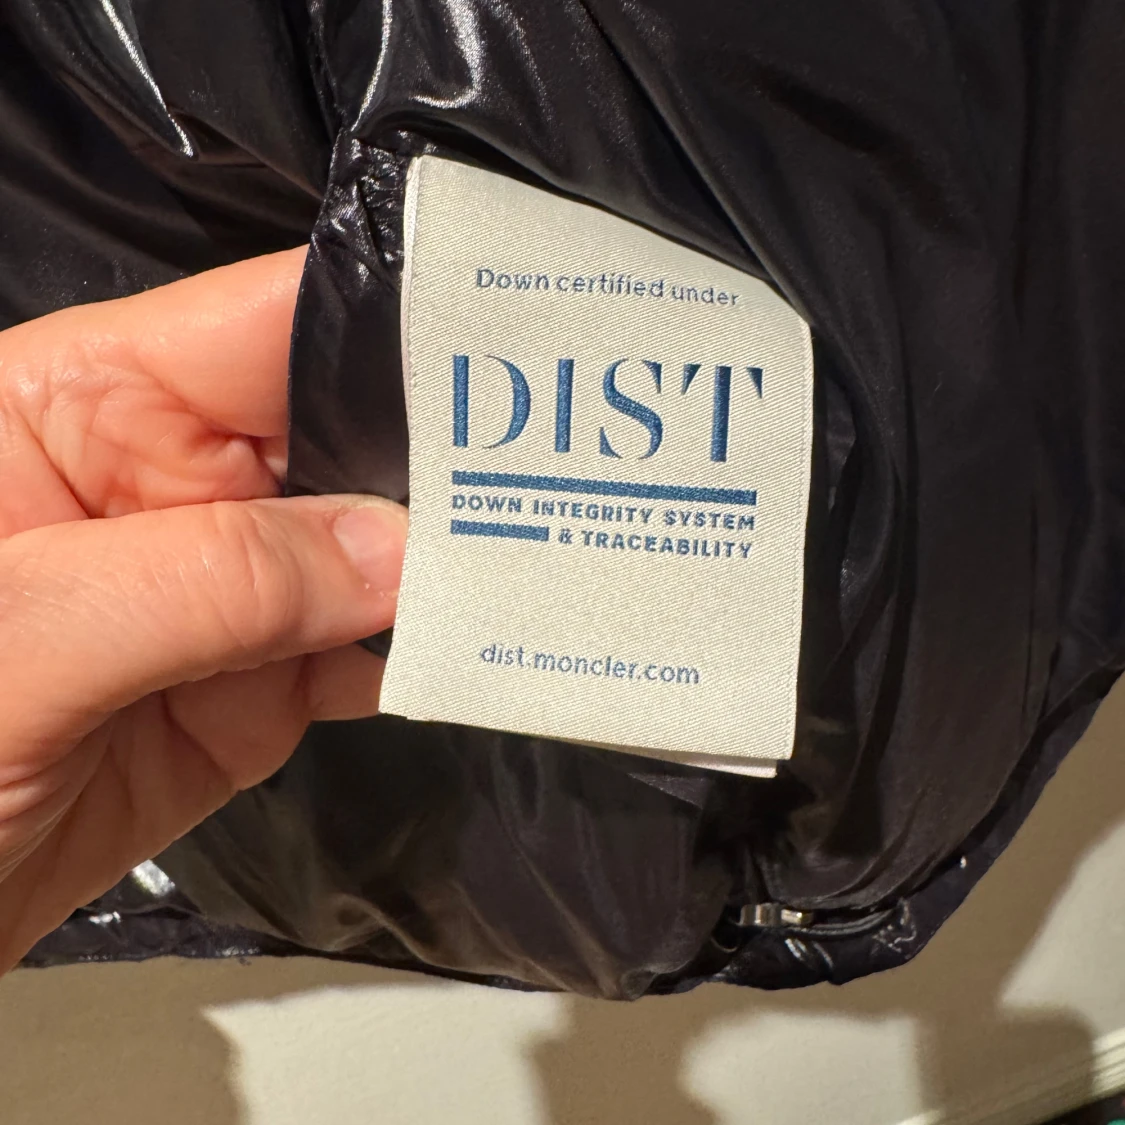 Down certified under
DIST
DOWN INTEGRITY SYSTEM
& TRACEABILITY
dist.moncler.com